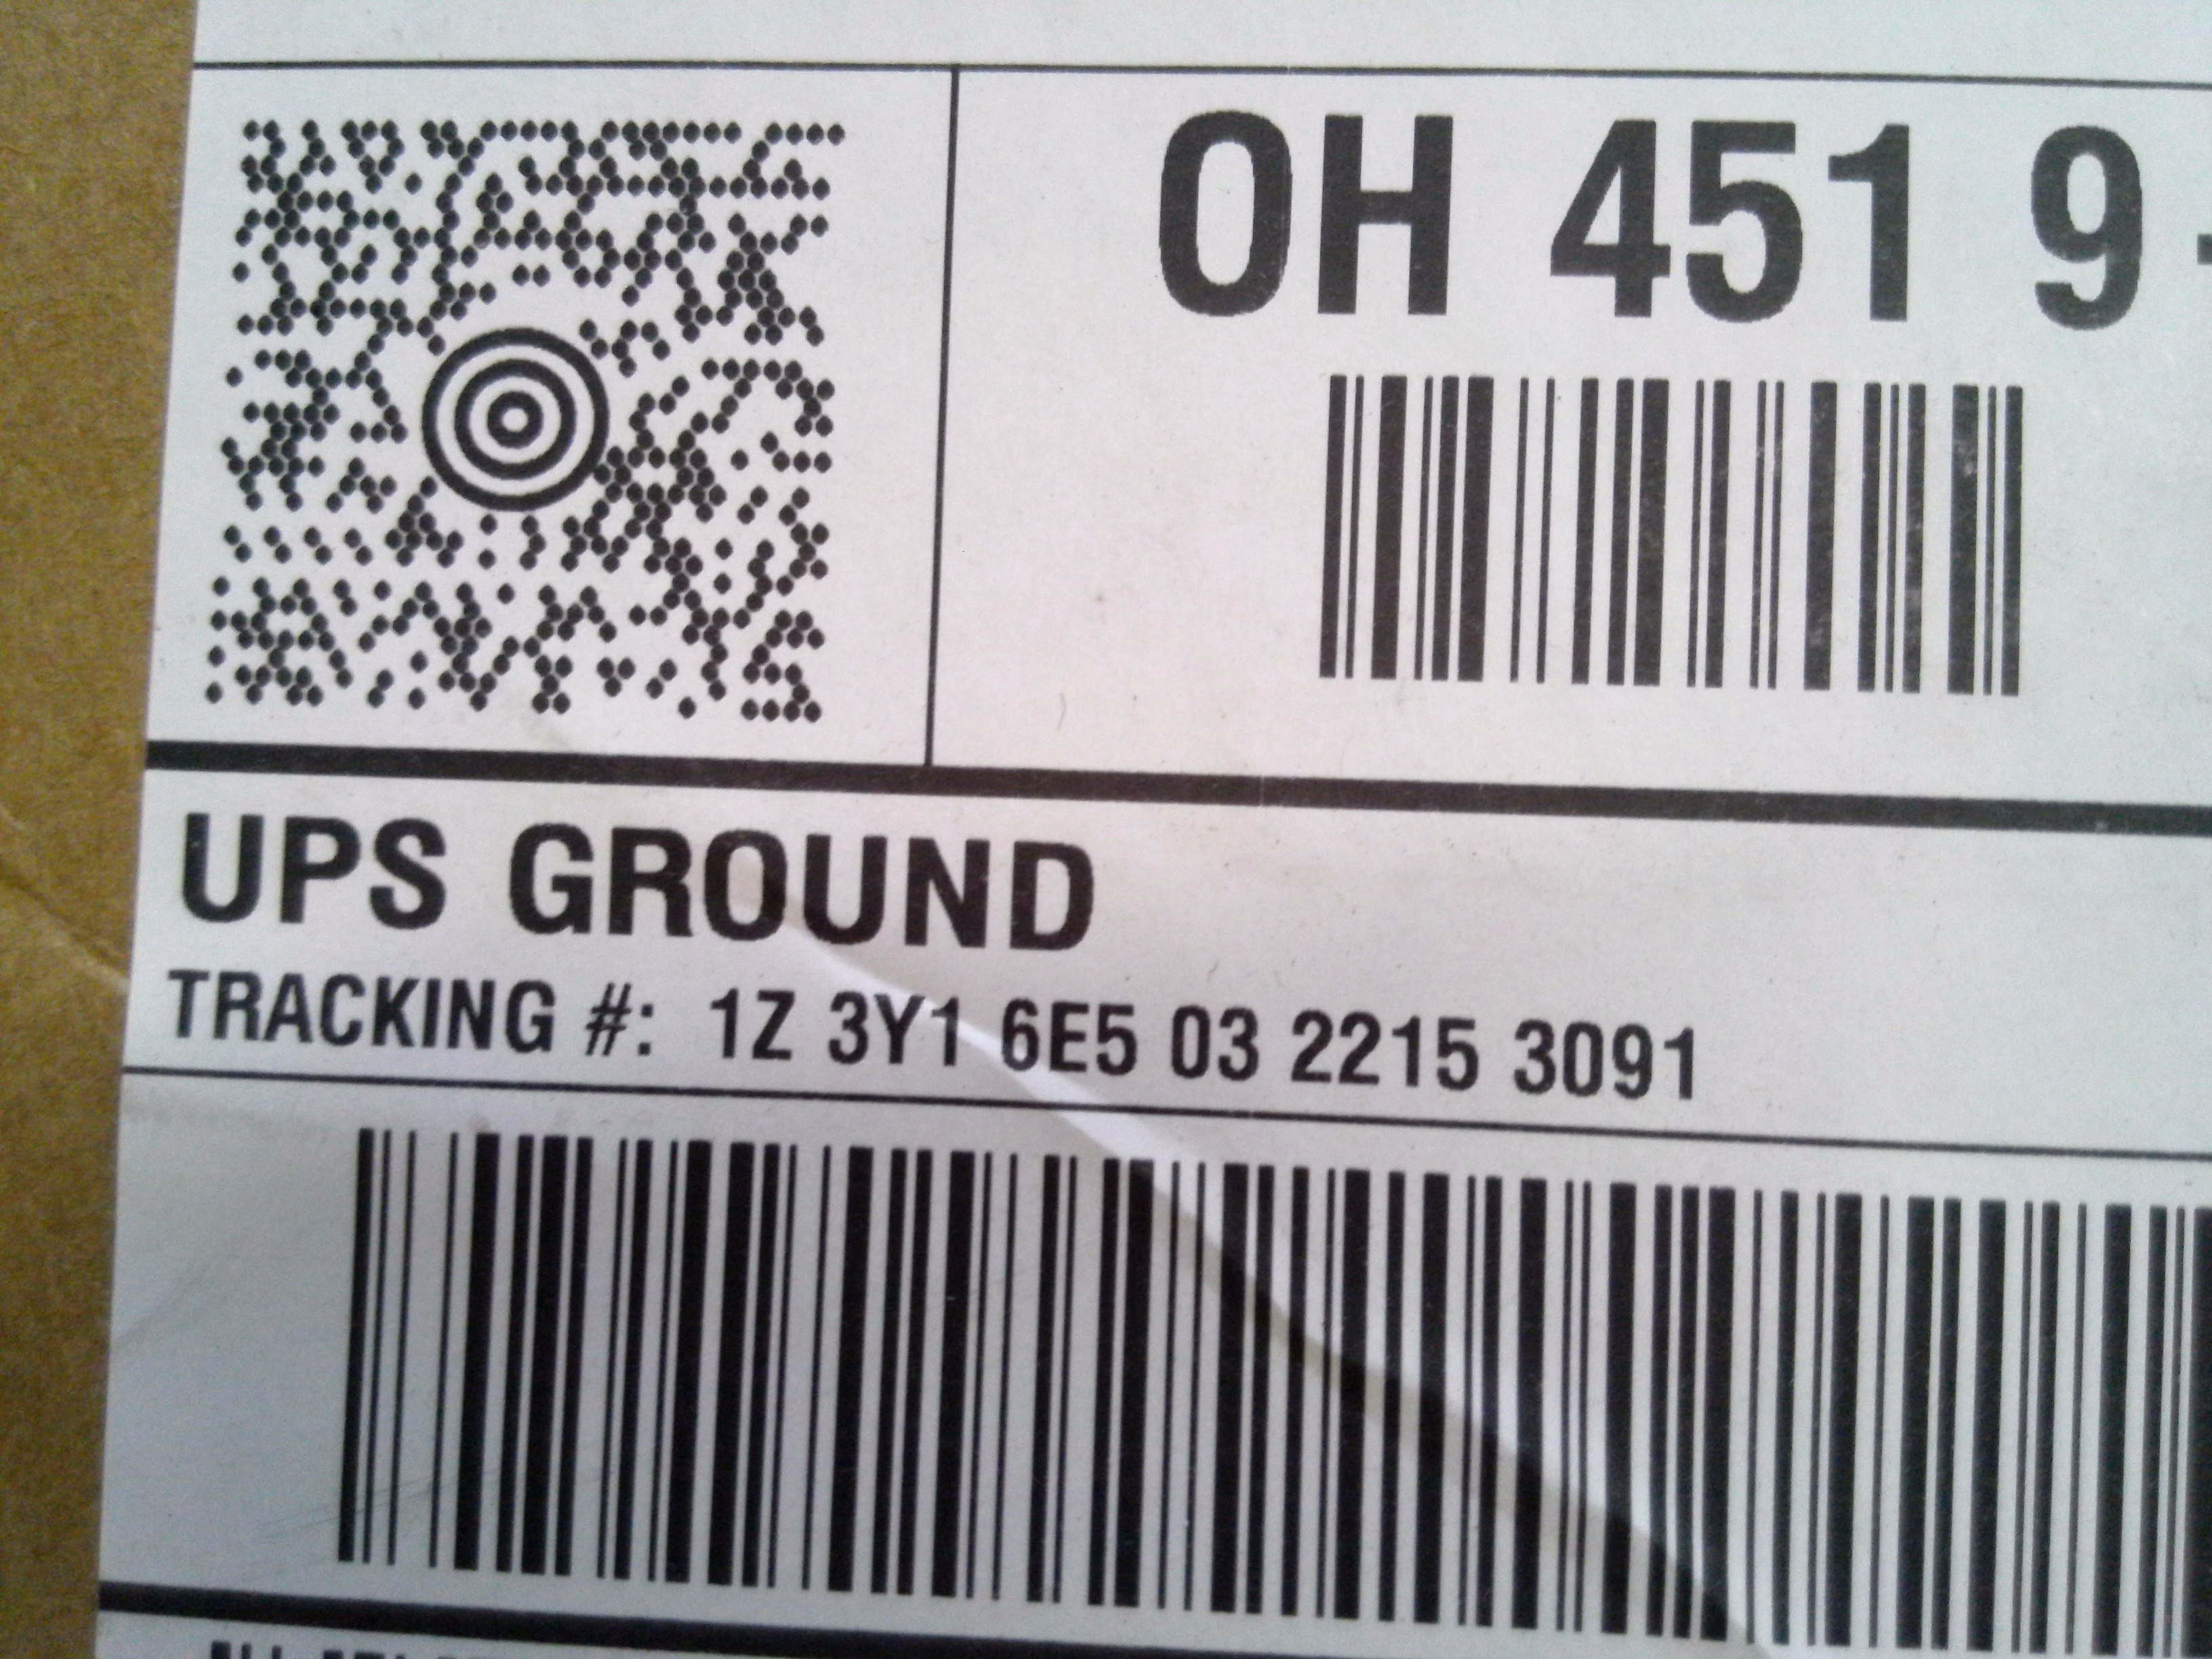 OH 451 9
UPS GROUND
TRACKING #: 1Z 3Y1 6E5 03 2215 3091